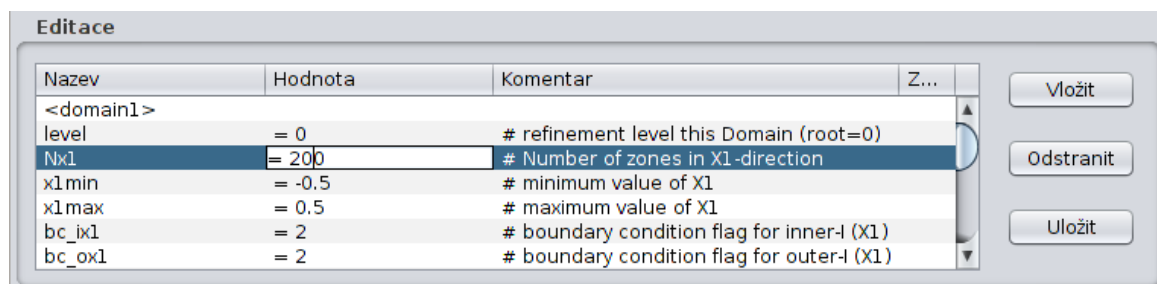 Editace
Nazev Hodnota Komentar Z...
<domain1>
level = 0 # refinement level this Domain (root=0)
Nx1 = 200 # Number of zones in X1-direction
x1min = -0.5 # minimum value of X1
x1max = 0.5 # maximum value of X1
bc_ix1 = 2 # boundary condition flag for inner-I (X1)
bc_ox1 = 2 # boundary condition flag for outer-I (X1)
Vložit
Odstranit
Uložit